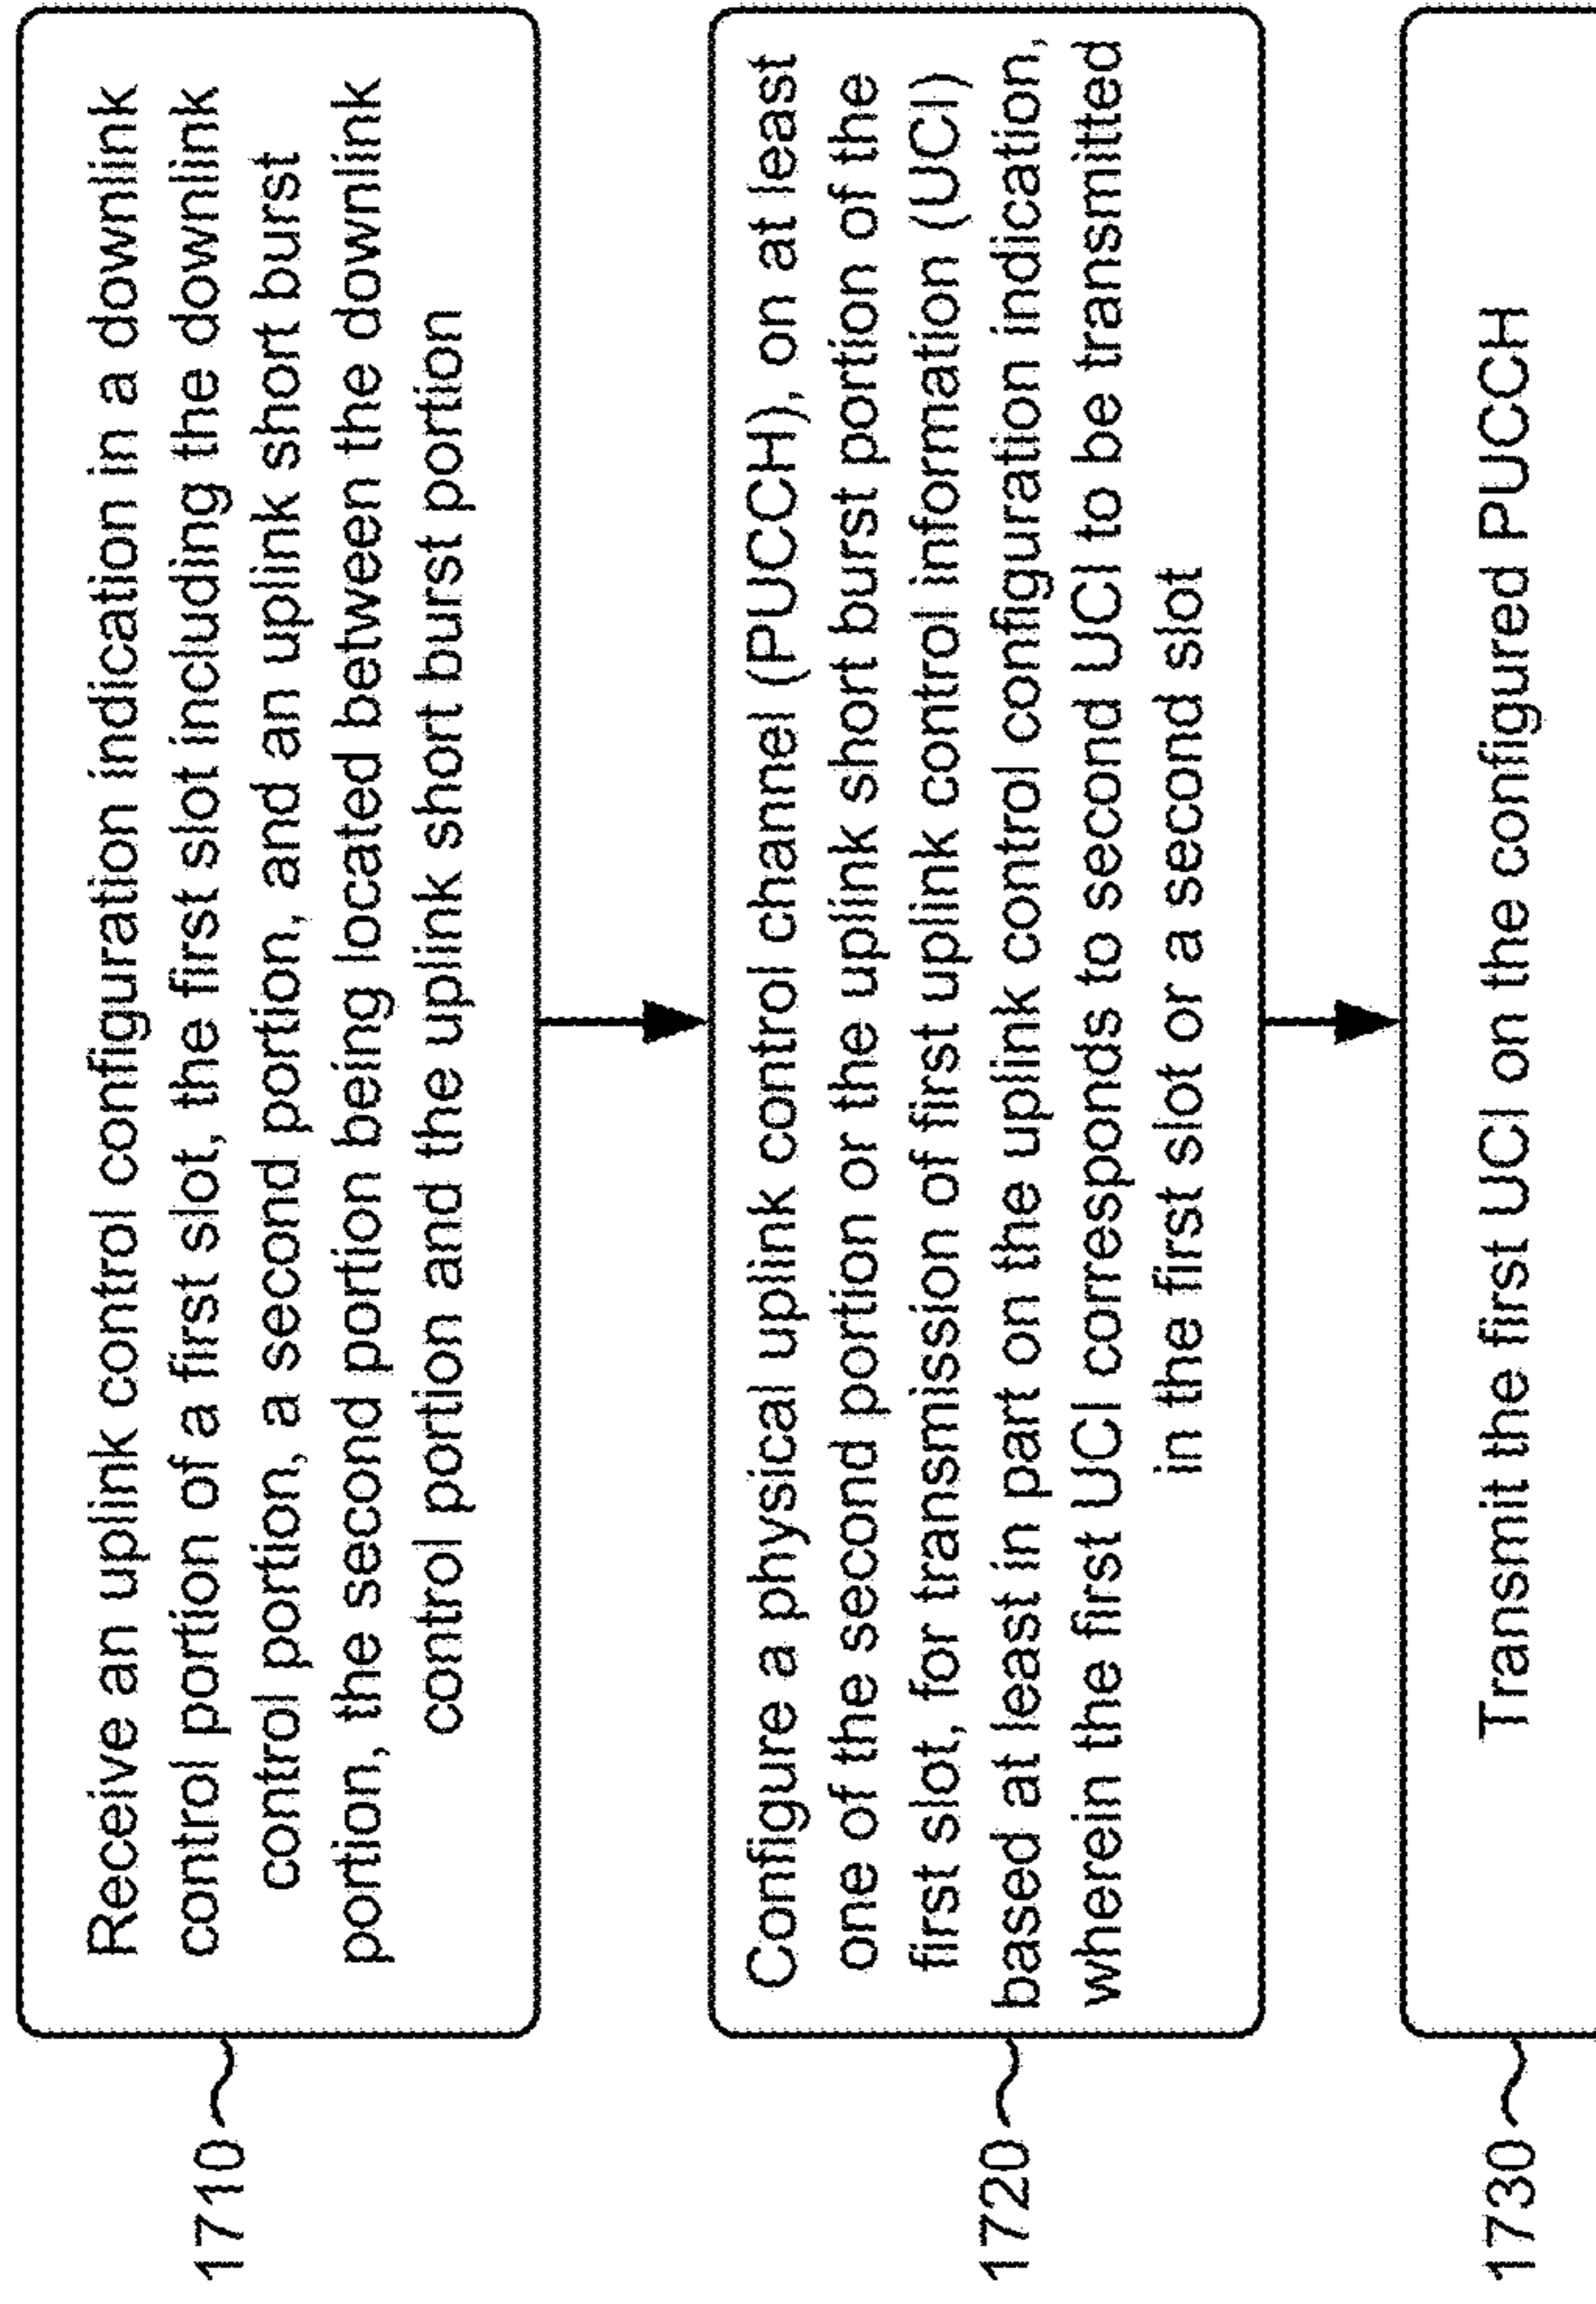 1710
Receive an uplink control configuration indication in a downlink
control portion of a first slot, the first slot including the downlink
control portion, a second portion, and an uplink short burst
portion, the second portion being located between the downlink
control portion and the uplink short burst portion
1720
Configure a physical uplink control channel (PUCCH), on at least
one of the second portion or the uplink short burst portion of the
first slot, for transmission of first uplink control information (UCI)
based at least in part on the uplink control configuration indication,
wherein the first UCI corresponds to second UCI to be transmitted
in the first slot or a second slot
1730
Transmit the first UCI on the configured PUCCH